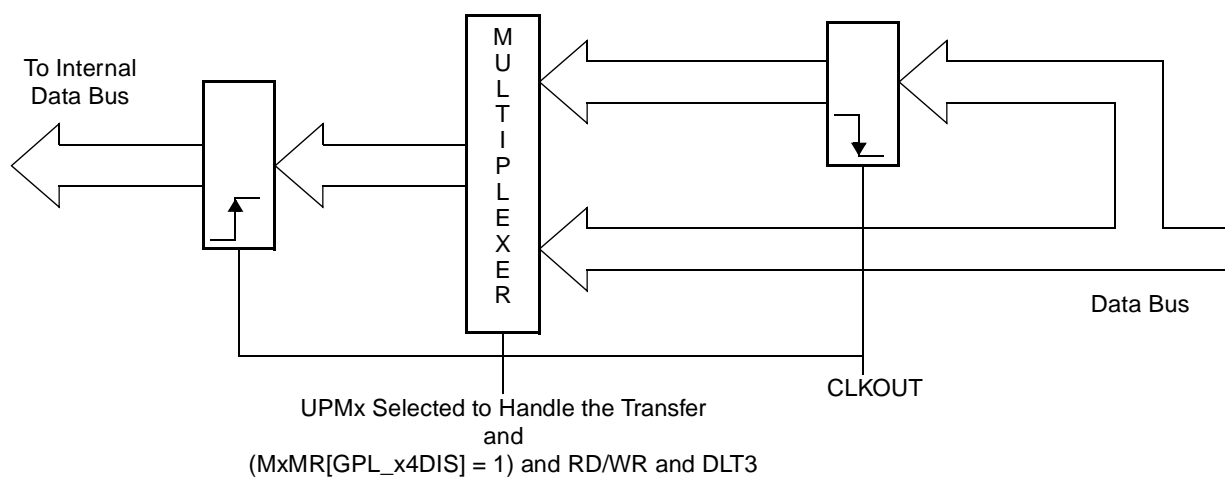 To Internal
Data Bus
MULTIPLEXER
Data Bus
CLKOUT
UPMx Selected to Handle the Transfer
and
(MxMR[GPL_x4DIS] = 1) and RD/WR and DLT3